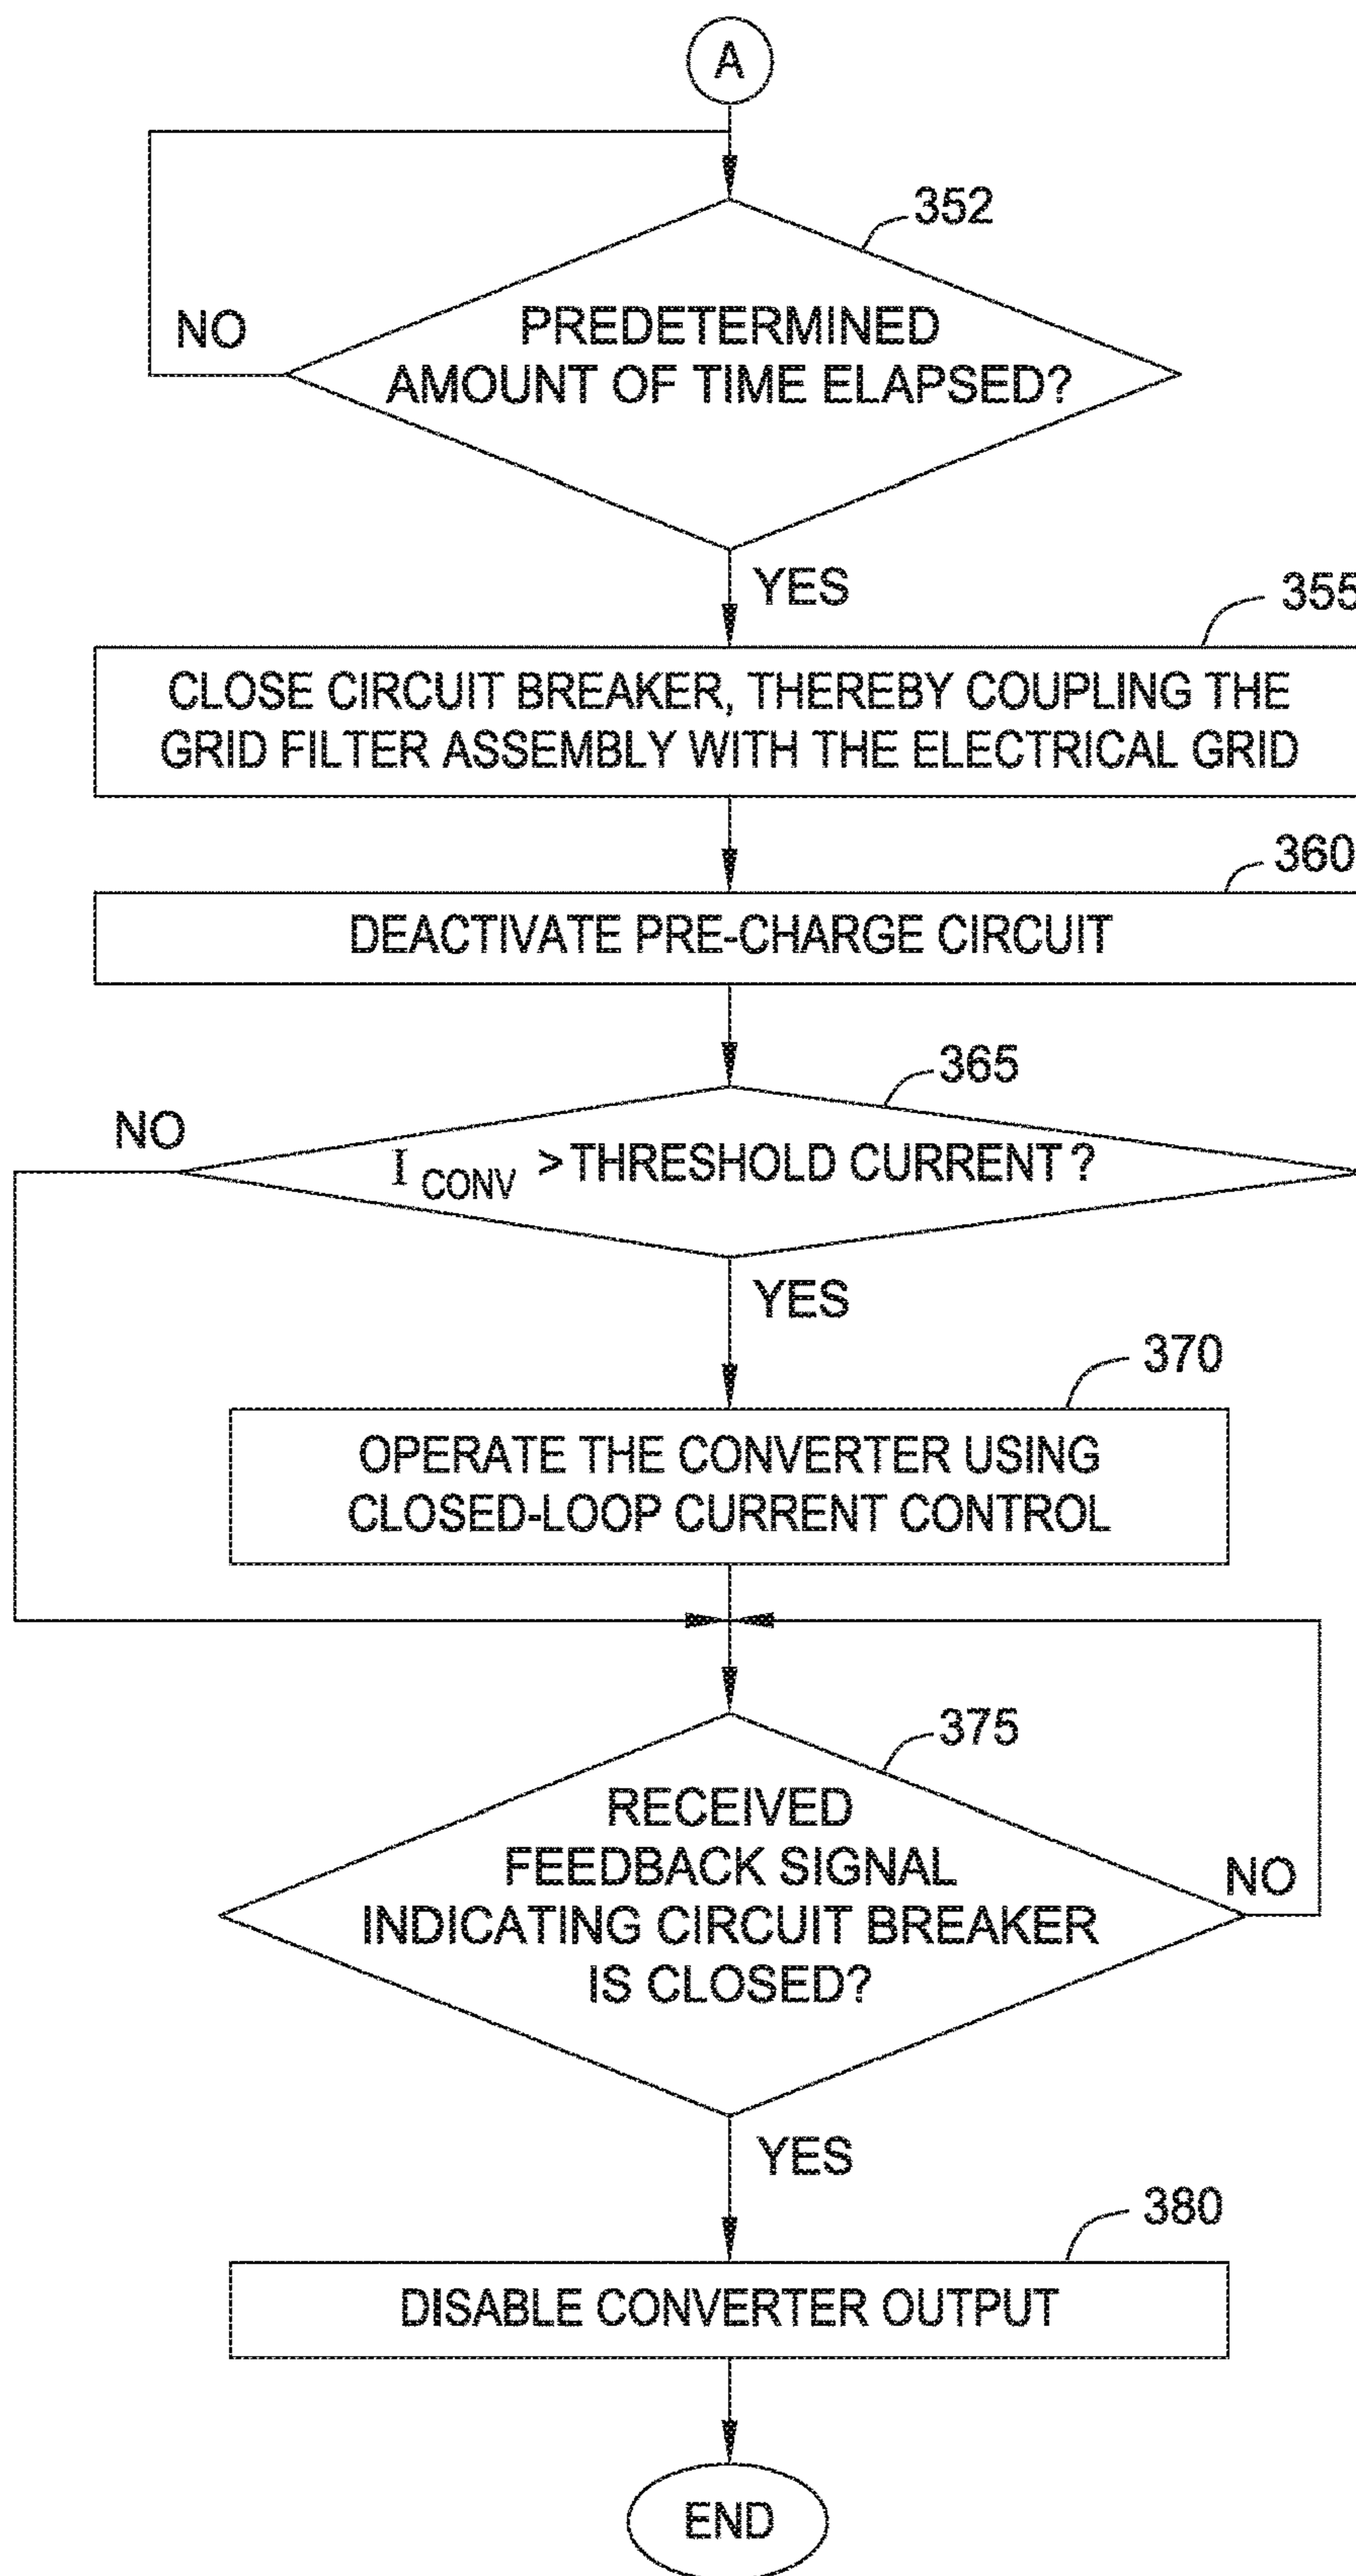 A
352
NO
PREDETERMINED
AMOUNT OF TIME ELAPSED?
YES
355
CLOSE CIRCUIT BREAKER, THEREBY COUPLING THE
GRID FILTER ASSEMBLY WITH THE ELECTRICAL GRID
360
DEACTIVATE PRE-CHARGE CIRCUIT
365
NO
I CONV > THRESHOLD CURRENT ?
YES
370
OPERATE THE CONVERTER USING
CLOSED-LOOP CURRENT CONTROL
375
RECEIVED
FEEDBACK SIGNAL
INDICATING CIRCUIT BREAKER
IS CLOSED?
NO
YES
380
DISABLE CONVERTER OUTPUT
END